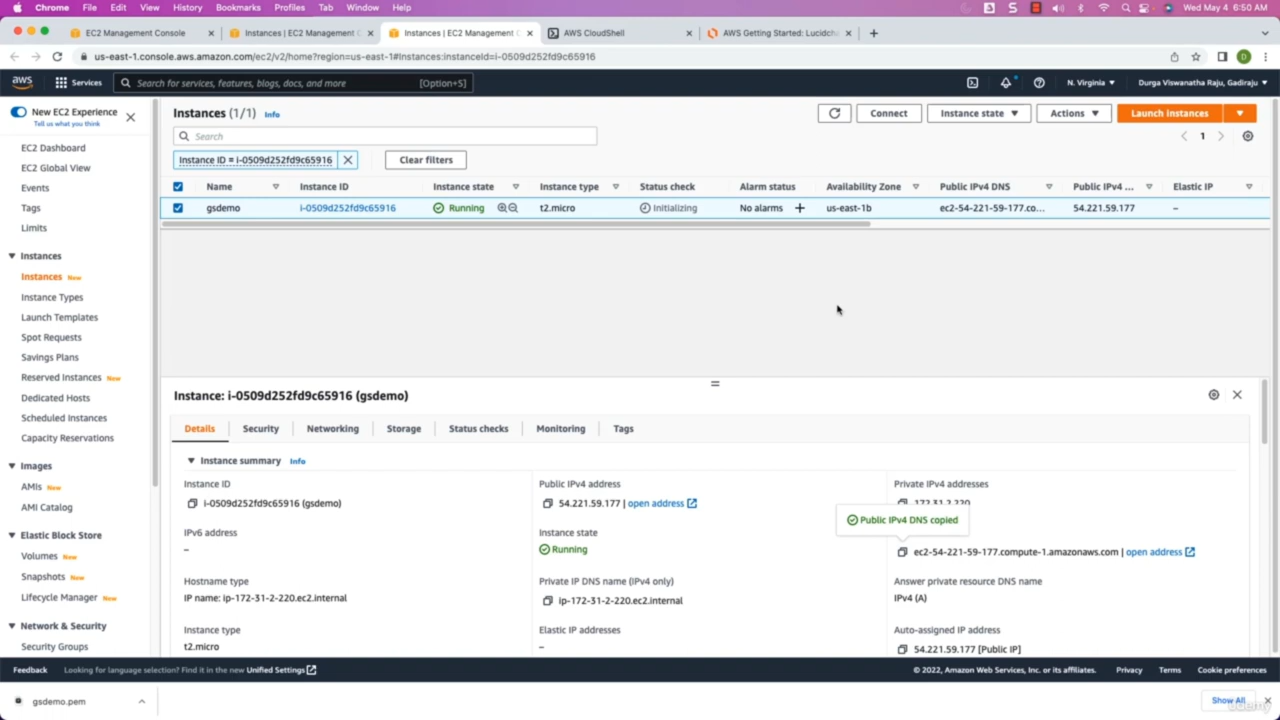 Chrome File Edit View History Bookmarks Profiles Tab Window Help Wed May 4 6:50 AM
EC2 Management Console Instances | EC2 Management C Instances | EC2 Management C AWS CloudShell AWS Getting Started: Lucidcha
us-east-1.console.aws.amazon.com/ec2/v2/home?region=us-east-1#Instances:instanceId=i-0509d252fd9c65916
aws Services Search for services, features, blogs, docs, and more [Option+S] N. Virginia Durga Viswanatha Raju, Gadiraju
New EC2 Experience
Tell us what you think
EC2 Dashboard
EC2 Global View
Events
Tags
Limits
Instances
Instances New
Instance Types
Launch Templates
Spot Requests
Savings Plans
Reserved Instances New
Dedicated Hosts
Scheduled Instances
Capacity Reservations
Images
AMIs New
AMI Catalog
Elastic Block Store
Volumes New
Snapshots New
Lifecycle Manager New
Network & Security
Security Groups
Instances (1/1) Info Connect Instance state Actions Launch Instances
Search 1
Instance ID = i-0509d252fd9c65916 Clear filters
Name Instance ID Instance state Instance type Status check Alarm status Availability Zone Public IPv4 DNS Public IPv4 ... Elastic IP
gsdemo i-0509d252fd9c65916 Running t2.micro Initializing No alarms + us-east-1b ec2-54-221-59-177.co... 54.221.59.177 –
Instance: i-0509d252fd9c65916 (gsdemo)
Details Security Networking Storage Status checks Monitoring Tags
Instance summary Info
Instance ID Public IPv4 address Private IPv4 addresses
i-0509d252fd9c65916 (gsdemo) 54.221.59.177 | open address 172.31.2.220
Public IPv4 DNS copied
IPv6 address Instance state
– Running ec2-54-221-59-177.compute-1.amazonaws.com | open address
Hostname type Private IP DNS name (IPv4 only) Answer private resource DNS name
IP name: ip-172-31-2-220.ec2.internal ip-172-31-2-220.ec2.internal IPv4 (A)
Instance type Elastic IP addresses Auto-assigned IP address
t2.micro – 54.221.59.177 [Public IP]
Feedback Looking for language selection? Find it in the new Unified Settings © 2022, Amazon Web Services, Inc. or its affiliates. Privacy Terms Cookie preferences
gsdemo.pem Show All
udemy